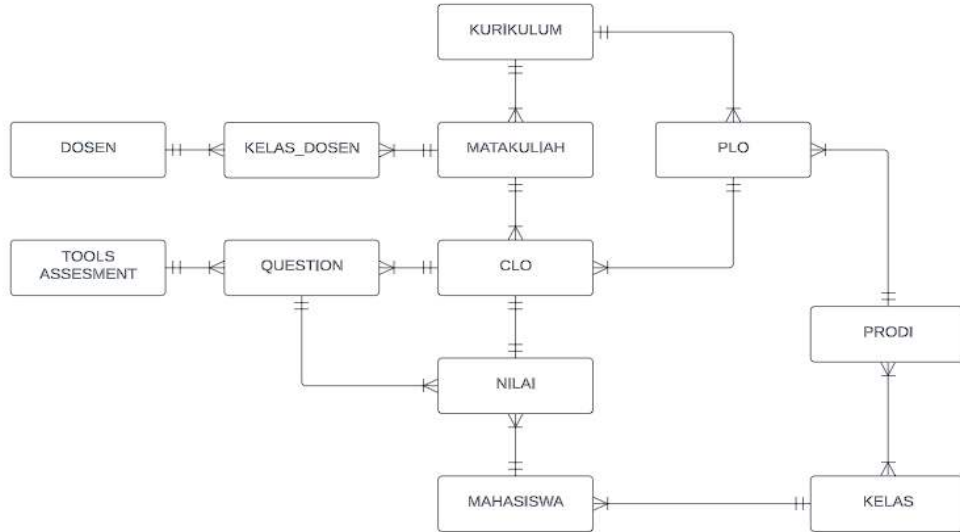 KURIKULUM
DOSEN
KELAS_DOSEN
MATAKULIAH
PLO
TOOLS
ASSESMENT
QUESTION
CLO
PRODI
NILAI
MAHASISWA
KELAS